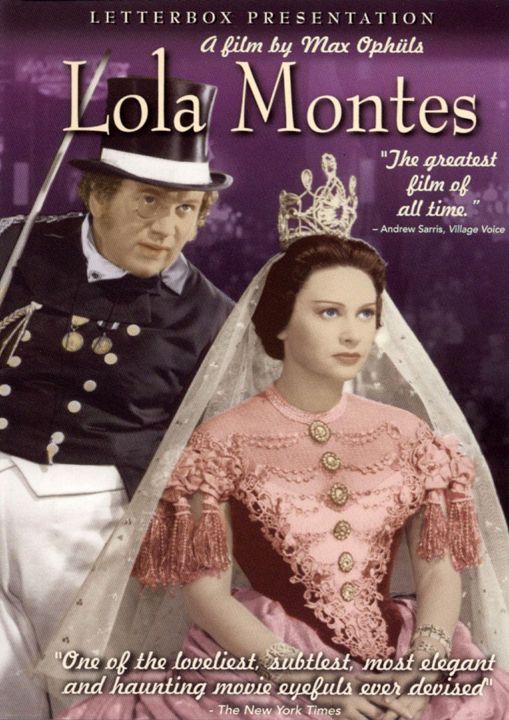 LETTERBOX PRESENTATION
A film by Max Ophüls
Lola Montes
"The greatest
film of
all time."
– Andrew Sarris, Village Voice
"One of the loveliest, subtlest, most elegant
and haunting movie eyefuls ever devised"
- The New York Times